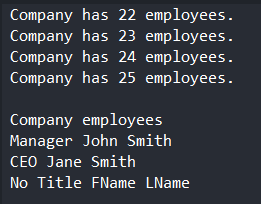 Company has 22 employees.
Company has 23 employees.
Company has 24 employees.
Company has 25 employees.

Company employees
Manager John Smith
CEO Jane Smith
No Title FName LName